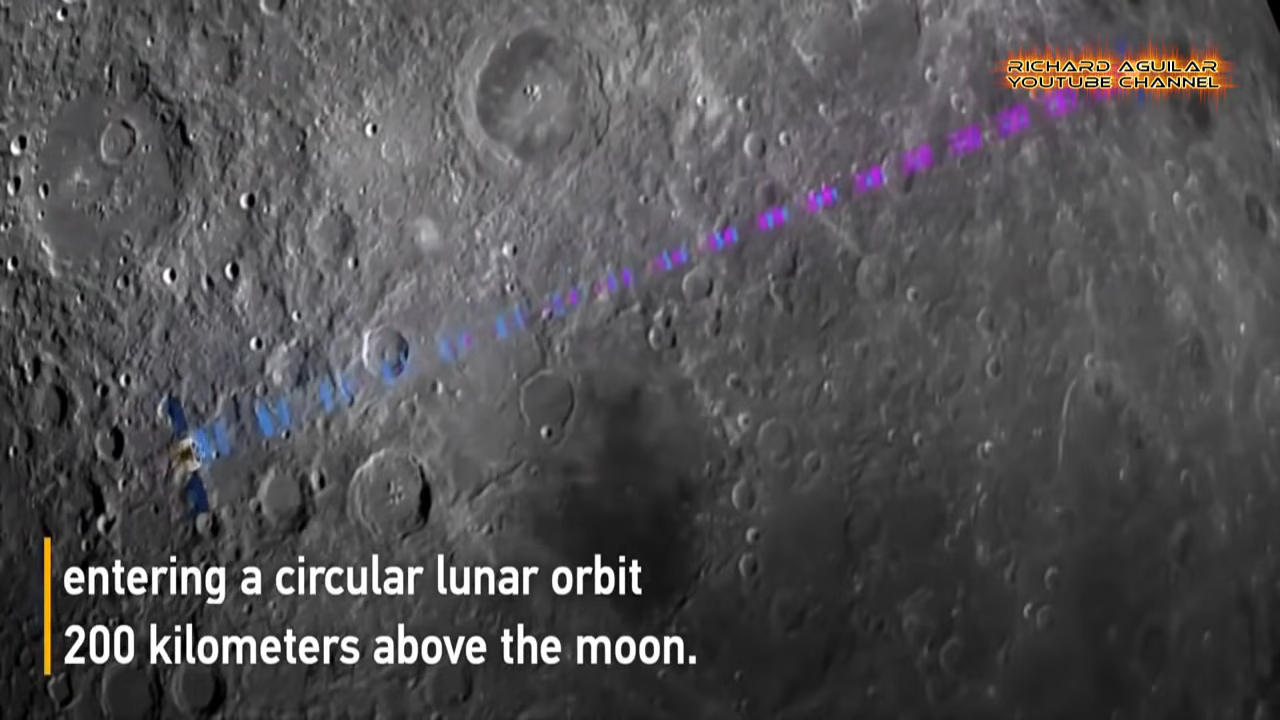 RICHARD AGUILAR
YOUTUBE CHANNEL
entering a circular lunar orbit
200 kilometers above the moon.